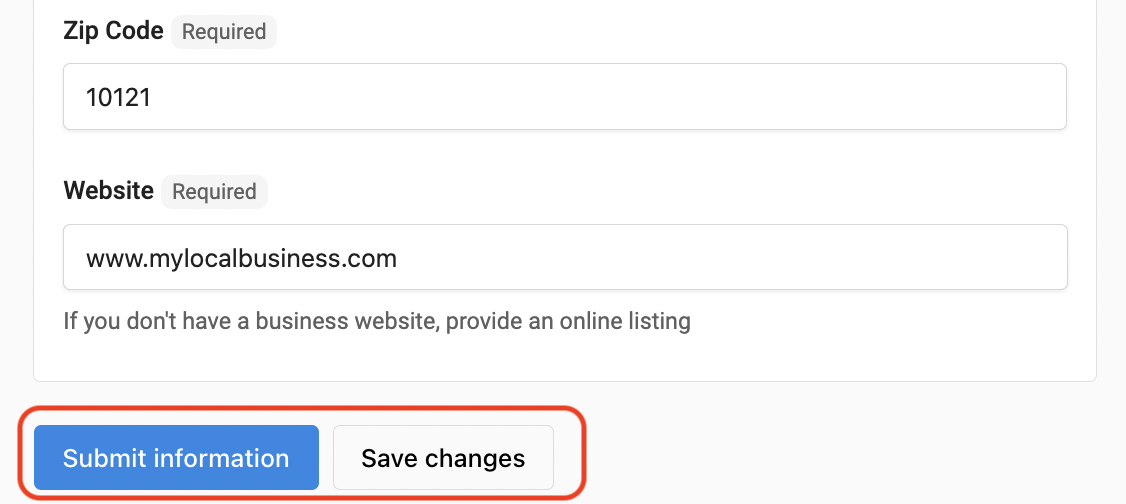 Zip Code Required
10121
Website Required
www.mylocalbusiness.com
If you don't have a business website, provide an online listing
Submit information Save changes